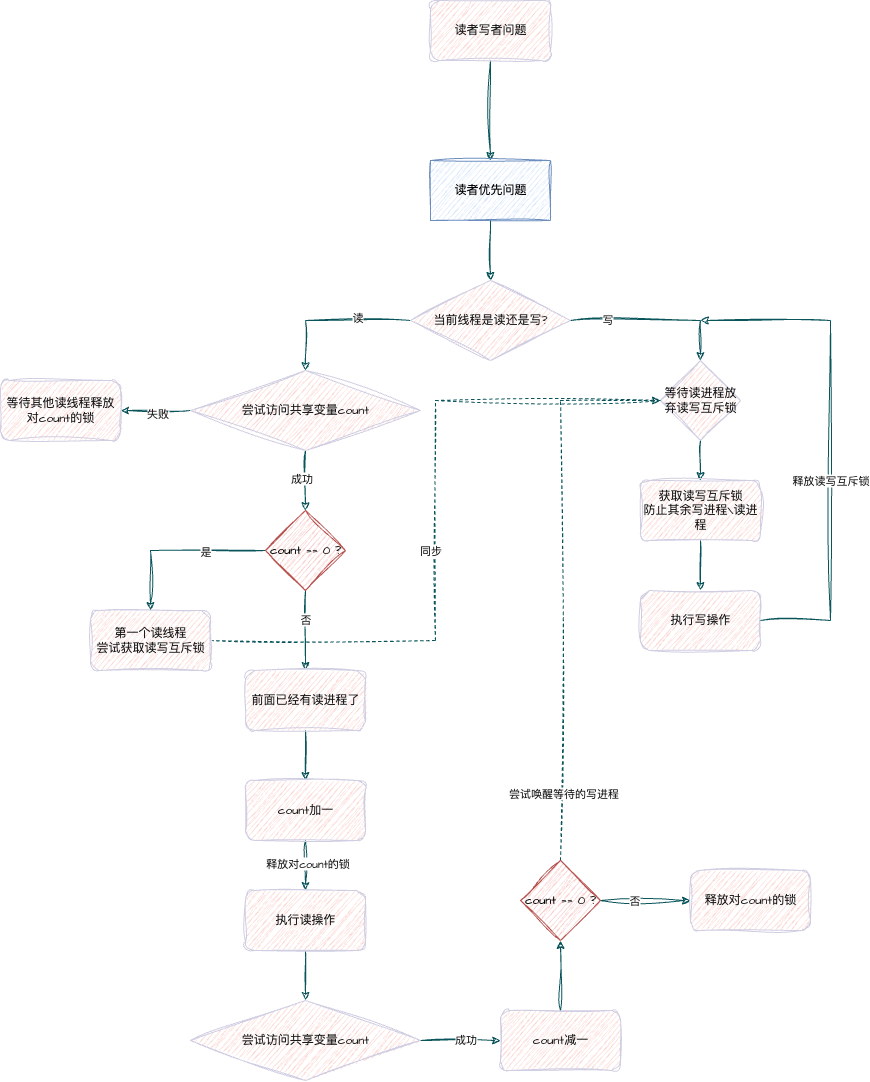 读者写者问题
读者优先问题
当前线程是读还是写?
读
写
等待其他读线程释放
对count的锁
失败
尝试访问共享变量count
等待读进程放
弃读写互斥锁
成功
获取读写互斥锁
防止其余写进程\读进
程
释放读写互斥锁
count == 0 ?
是
同步
否
第一个读线程
尝试获取读写互斥锁
执行写操作
前面已经有读进程了
尝试唤醒等待的写进程
count加一
释放对count的锁
执行读操作
count == 0 ?
否
释放对count的锁
尝试访问共享变量count
成功
count减一